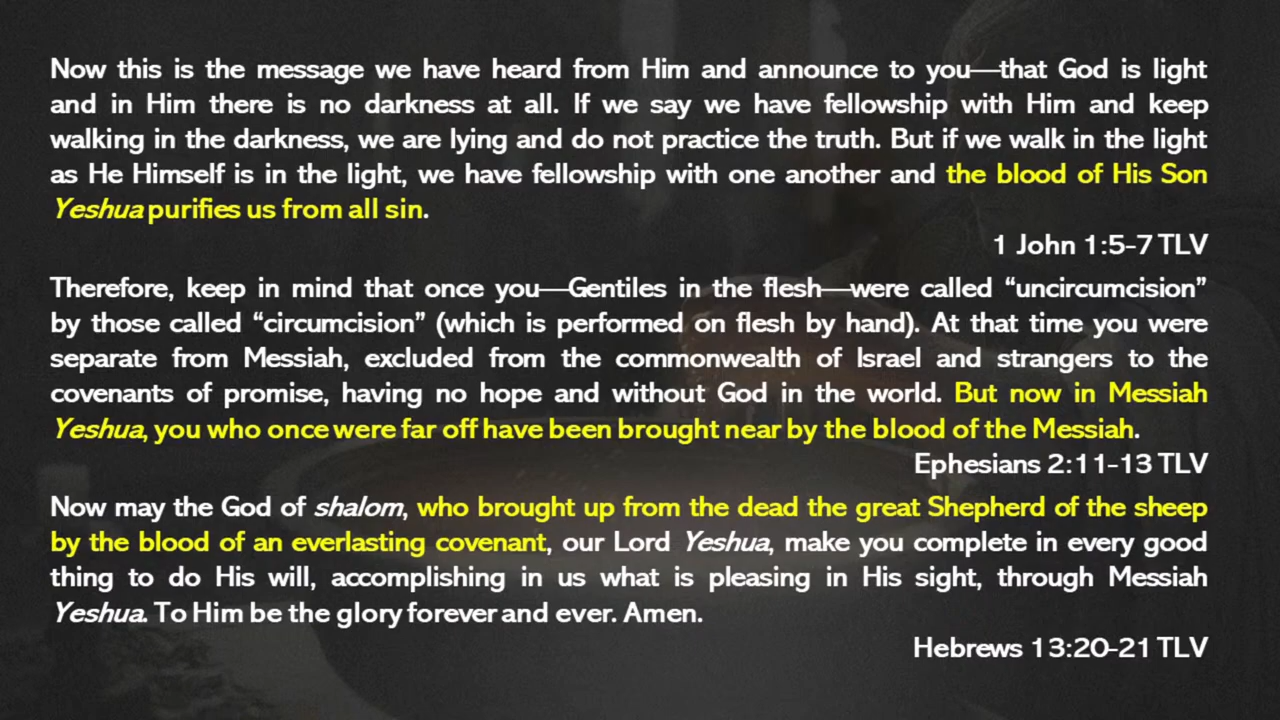 Now this is the message we have heard from Him and announce to you—that God is light
and in Him there is no darkness at all. If we say we have fellowship with Him and keep
walking in the darkness, we are lying and do not practice the truth. But if we walk in the light
as He Himself is in the light, we have fellowship with one another and the blood of His Son
Yeshua purifies us from all sin.
1 John 1:5-7 TLV
Therefore, keep in mind that once you—Gentiles in the flesh—were called “uncircumcision”
by those called “circumcision” (which is performed on flesh by hand). At that time you were
separate from Messiah, excluded from the commonwealth of Israel and strangers to the
covenants of promise, having no hope and without God in the world. But now in Messiah
Yeshua, you who once were far off have been brought near by the blood of the Messiah.
Ephesians 2:11-13 TLV
Now may the God of shalom, who brought up from the dead the great Shepherd of the sheep
by the blood of an everlasting covenant, our Lord Yeshua, make you complete in every good
thing to do His will, accomplishing in us what is pleasing in His sight, through Messiah
Yeshua. To Him be the glory forever and ever. Amen.
Hebrews 13:20-21 TLV